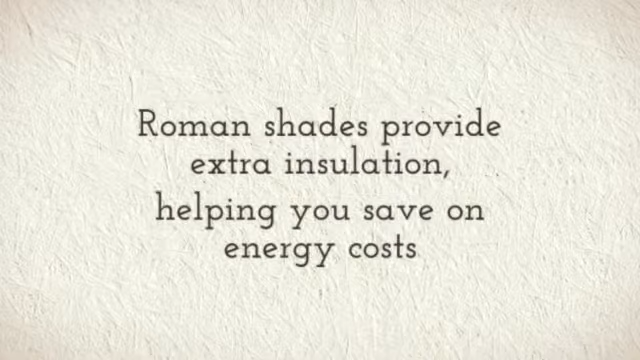 Roman shades provide
extra insulation,
helping you save on
energy costs